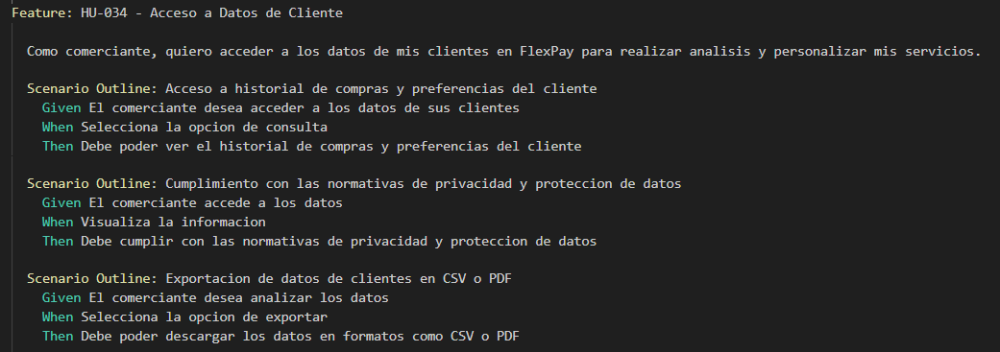 Feature: HU-034 - Acceso a Datos de Cliente
Como comerciante, quiero acceder a los datos de mis clientes en FlexPay para realizar analisis y personalizar mis servicios.
Scenario Outline: Acceso a historial de compras y preferencias del cliente
Given El comerciante desea acceder a los datos de sus clientes
When Selecciona la opcion de consulta
Then Debe poder ver el historial de compras y preferencias del cliente
Scenario Outline: Cumplimiento con las normativas de privacidad y proteccion de datos
Given El comerciante accede a los datos
When Visualiza la informacion
Then Debe cumplir con las normativas de privacidad y proteccion de datos
Scenario Outline: Exportacion de datos de clientes en CSV o PDF
Given El comerciante desea analizar los datos
When Selecciona la opcion de exportar
Then Debe poder descargar los datos en formatos como CSV o PDF